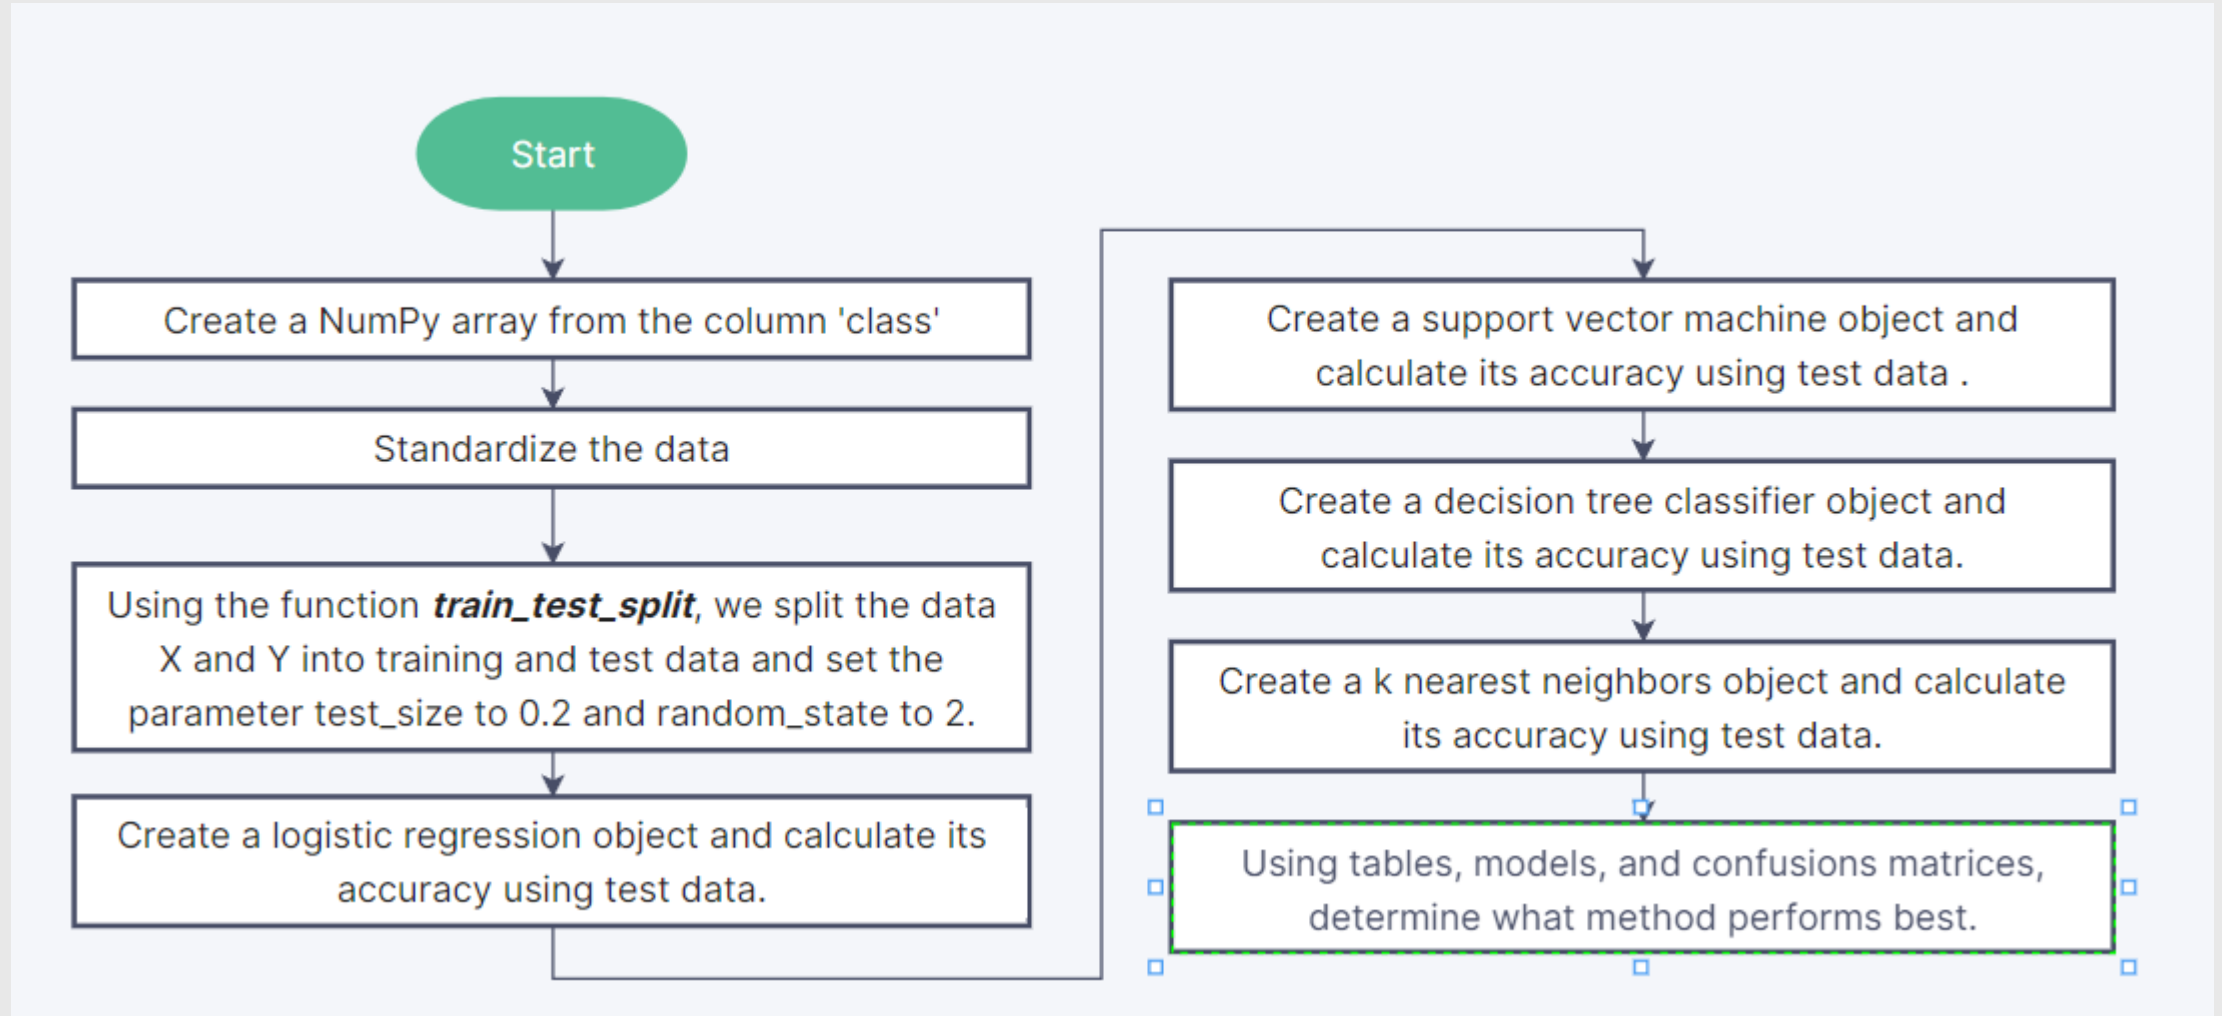 Start
Create a NumPy array from the column 'class'
Standardize the data
Using the function train_test_split, we split the data
X and Y into training and test data and set the
parameter test_size to 0.2 and random_state to 2.
Create a logistic regression object and calculate its
accuracy using test data.
Create a support vector machine object and
calculate its accuracy using test data .
Create a decision tree classifier object and
calculate its accuracy using test data.
Create a k nearest neighbors object and calculate
its accuracy using test data.
Using tables, models, and confusions matrices,
determine what method performs best.